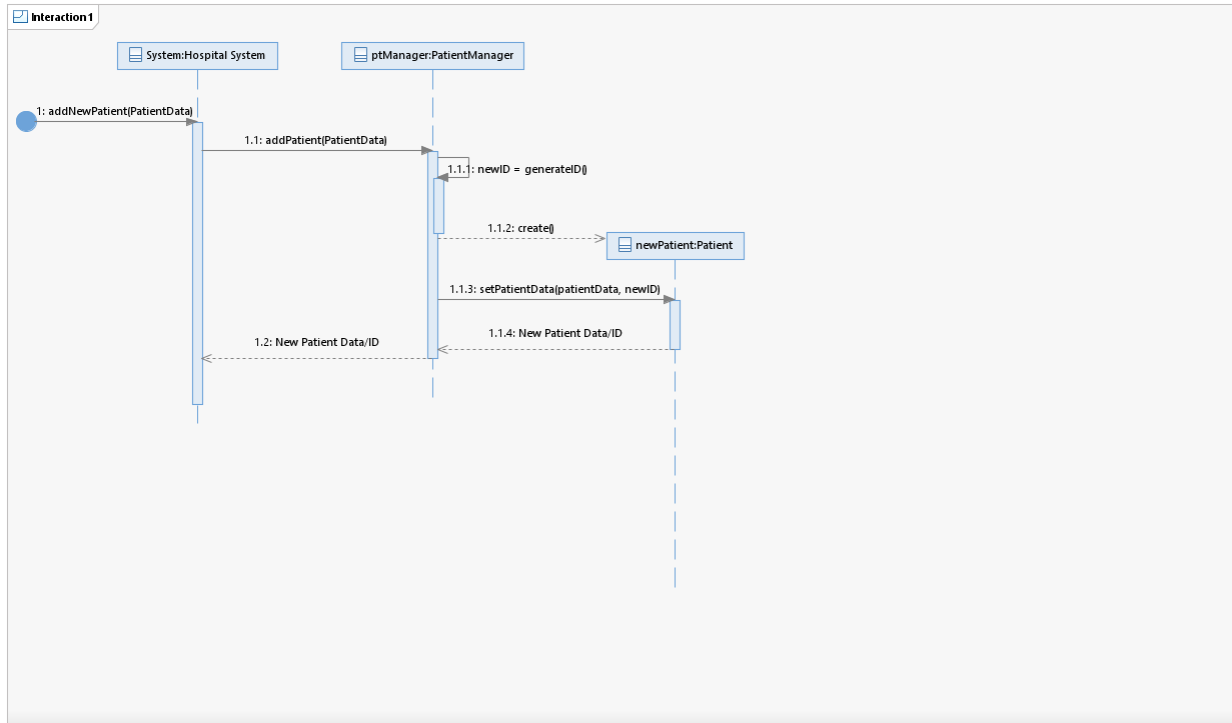 Interaction1
System:Hospital System
ptManager:PatientManager
1: addNewPatient(PatientData)
1.1: addPatient(PatientData)
1.1.1: newID = generateID()
1.1.2: create()
newPatient:Patient
1.1.3: setPatientData(patientData, newID)
1.1.4: New Patient Data/ID
1.2: New Patient Data/ID